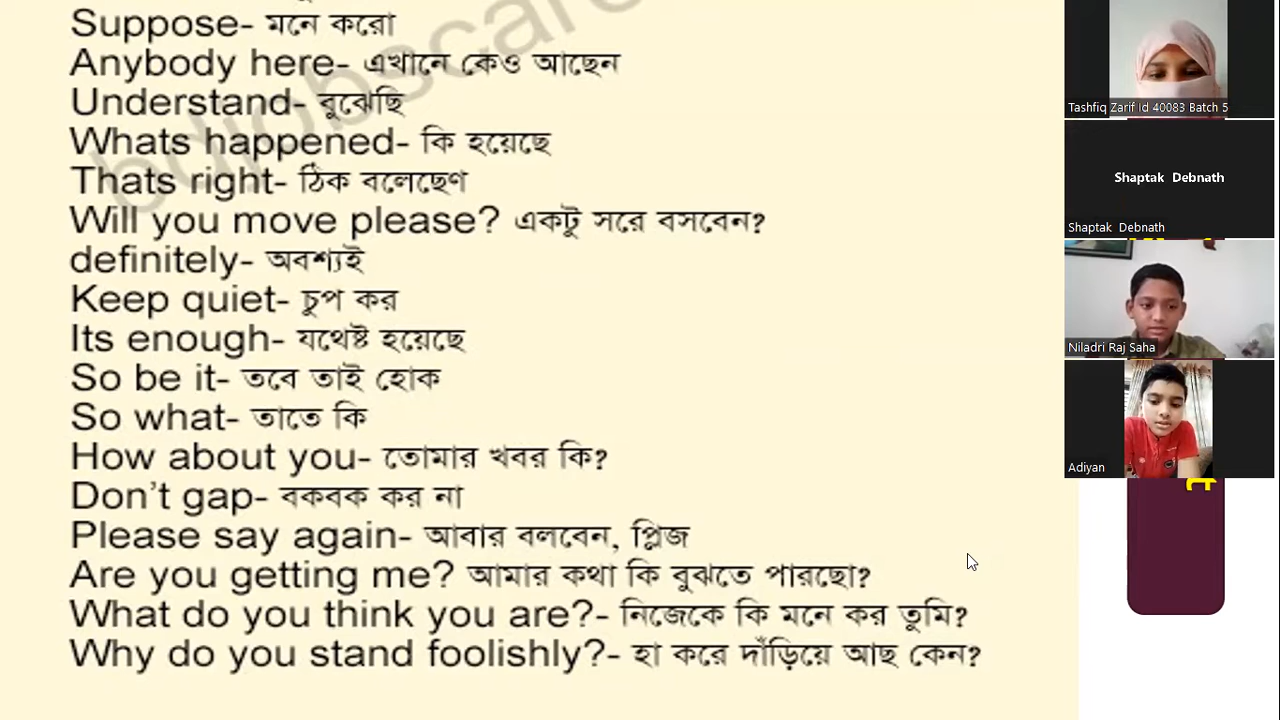 Suppose- মনে করো
Anybody here- এখানে কেও আছেন
Understand- বুঝেছি
Whats happened- কি হয়েছে
Thats right- ঠিক বলেছেণ
Will you move please? একটু সরে বসবেন?
definitely- অবশ্যই
Keep quiet- চুপ কর
Its enough- যথেষ্ট হয়েছে
So be it- তবে তাই হোক
So what- তাতে কি
How about you- তোমার খবর কি?
Don't gap- বকবক কর না
Please say again- আবার বলবেন, প্লিজ
Are you getting me? আমার কথা কি বুঝতে পারছো?
What do you think you are?- নিজেকে কি মনে কর তুমি?
Why do you stand foolishly?- হা করে দাঁড়িয়ে আছ কেন?
Tashfiq Zarif Id 40083 Batch 5
Shaptak Debnath
Shaptak Debnath
Niladri Raj Saha
Adiyan